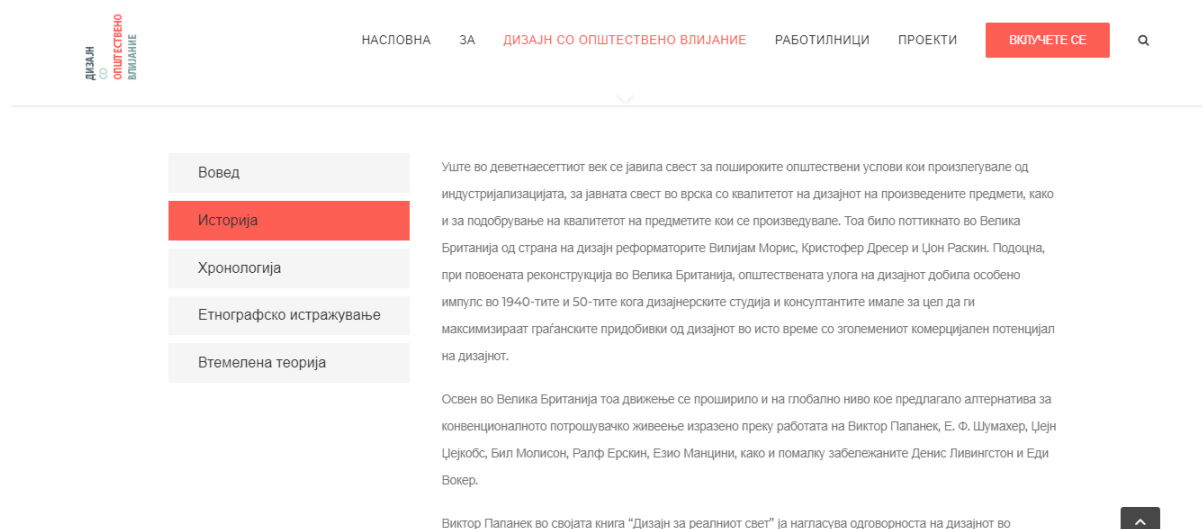 ДИЗАЈН
СО
ОПШТЕСТВЕНО
ВЛИЈАНИЕ
НАСЛОВНА ЗА ДИЗАЈН СО ОПШТЕСТВЕНО ВЛИЈАНИЕ РАБОТИЛНИЦИ ПРОЕКТИ ВКЛУЧЕТЕ СЕ
Вовед
Историја
Хронологија
Етнографско истражување
Втемелена теорија
Уште во деветнаесеттиот век се јавила свест за пошироките општествени услови кои произлегувале од
индустријализацијата, за јавната свест во врска со квалитетот на дизајнот на произведените предмети, како
и за подобрување на квалитетот на предметите кои се произведувале. Тоа било поттикнато во Велика
Британија од страна на дизајн реформаторите Вилијам Морис, Кристофер Дресер и Џон Раскин. Подоцна,
при повоената реконструкција во Велика Британија, општествената улога на дизајнот добила особено
импулс во 1940-тите и 50-тите кога дизајнерските студија и консултантите имале за цел да ги
максимизираат граѓанските придобивки од дизајнот во исто време со зголемениот комерцијален потенцијал
на дизајнот.
Освен во Велика Британија тоа движење се проширило и на глобално ниво кое предлагало алтернатива за
конвенционалното потрошувачко живеење изразено преку работата на Виктор Папанек, Е. Ф. Шумахер, Џејн
Џејкобс, Бил Молисон, Ралф Ерскин, Езио Манцини, како и помалку забележаните Денис Ливингстон и Еди
Вокер.
Виктор Папанек во својата книга “Дизајн за реалниот свет” ја нагласува одговорноста на дизајнот во